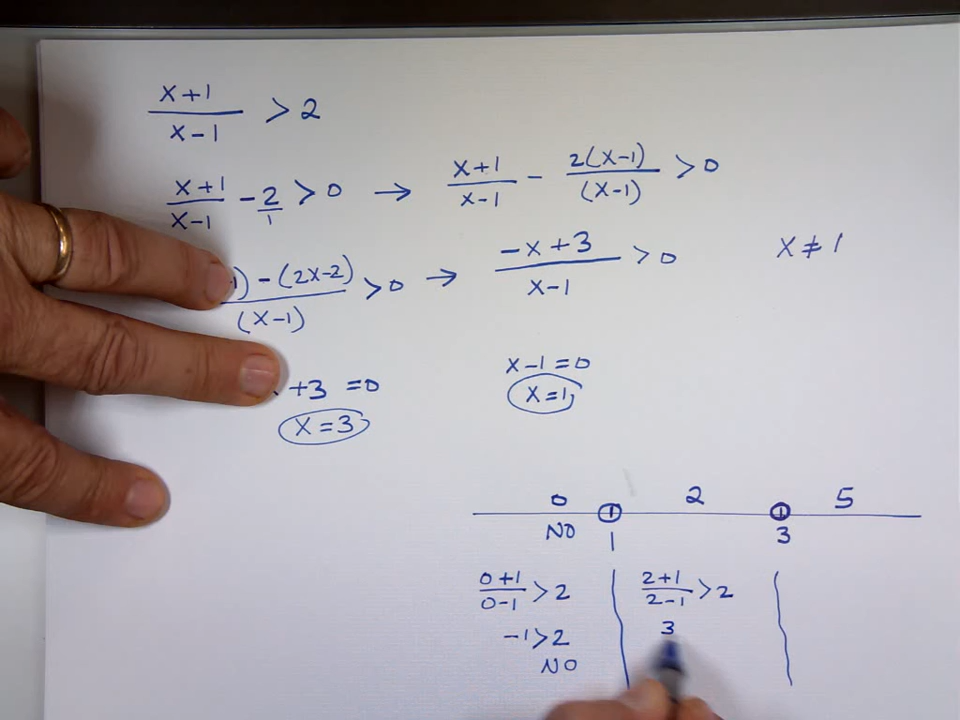 x+1/x-1 > 2
x+1/x-1 - 2/1 > 0 → x+1/x-1 - 2(x-1)/(x-1) > 0
1) - (2x-2)/(x-1) > 0 → -x+3/x-1 > 0 x ≠ 1
+3 = 0 x-1 = 0
x = 3 x = 1
0 2 5
NO 1 3
0+1/0-1 > 2 2+1/2-1 > 2
-1 > 2 3
NO